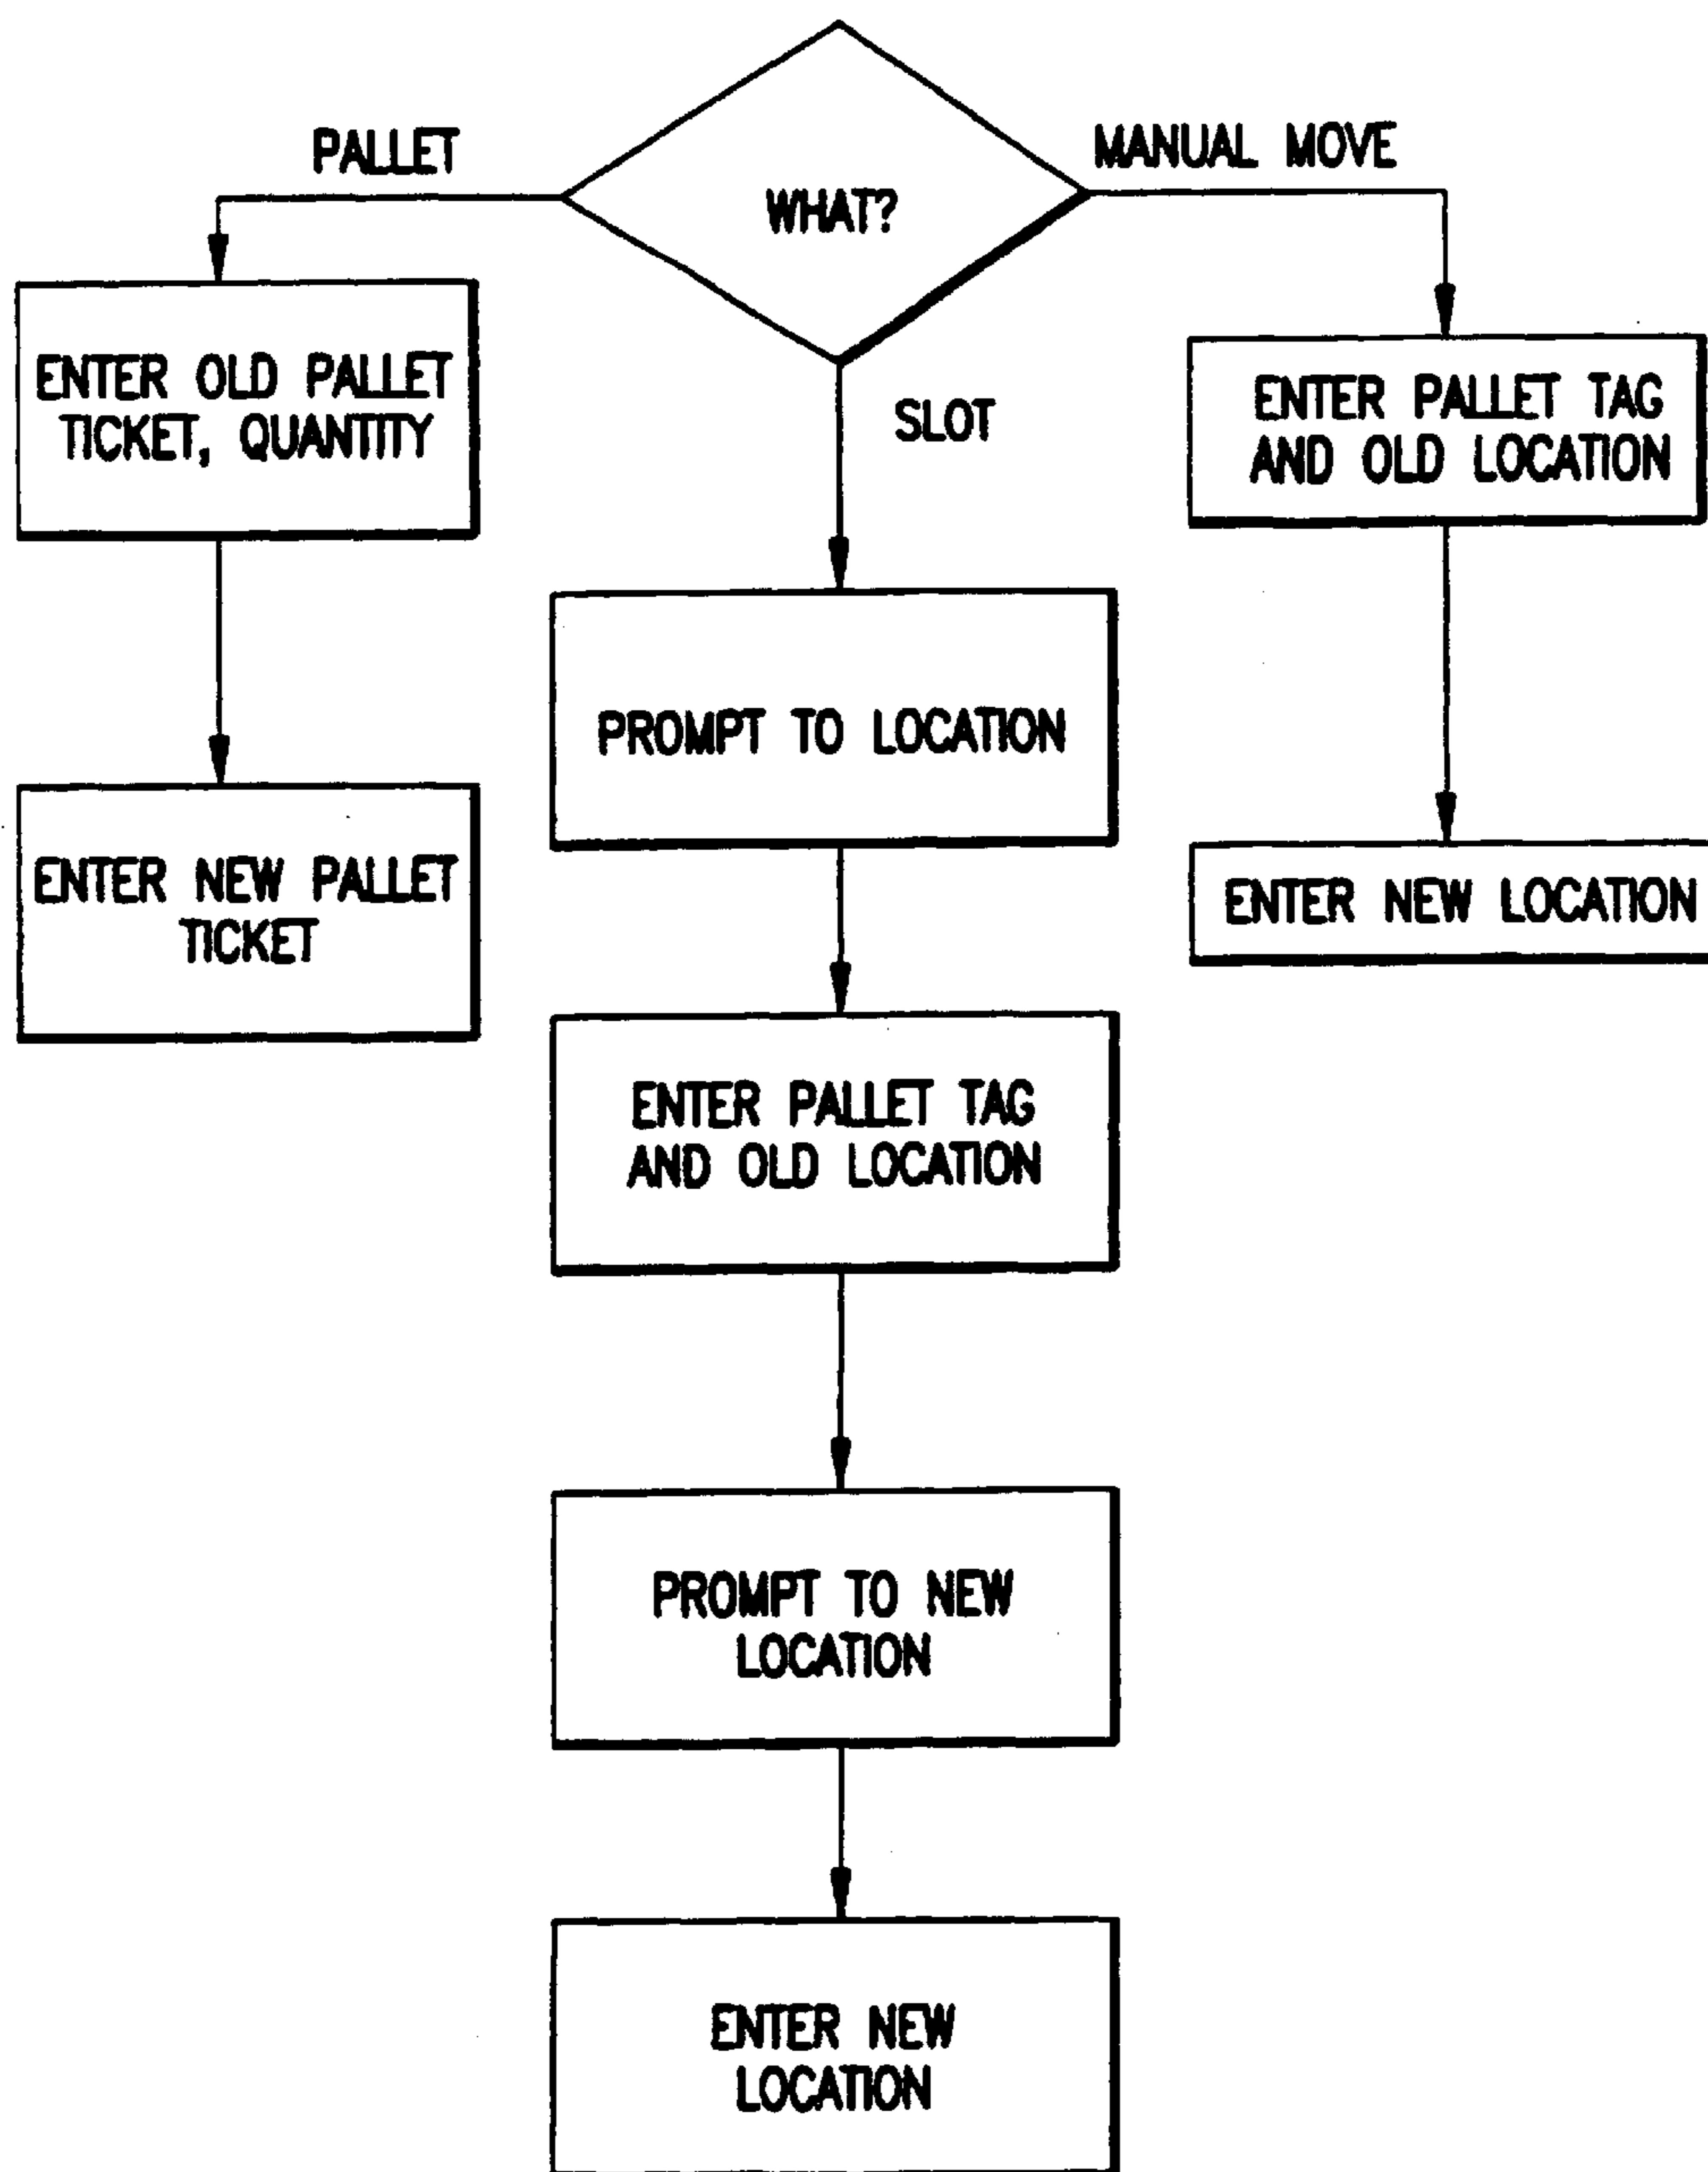 PALLET
WHAT?
MANUAL MOVE
ENTER OLD PALLET
TICKET, QUANTITY
SLOT
ENTER PALLET TAG
AND OLD LOCATION
PROMPT TO LOCATION
ENTER NEW PALLET
TICKET
ENTER NEW LOCATION
ENTER PALLET TAG
AND OLD LOCATION
PROMPT TO NEW
LOCATION
ENTER NEW
LOCATION